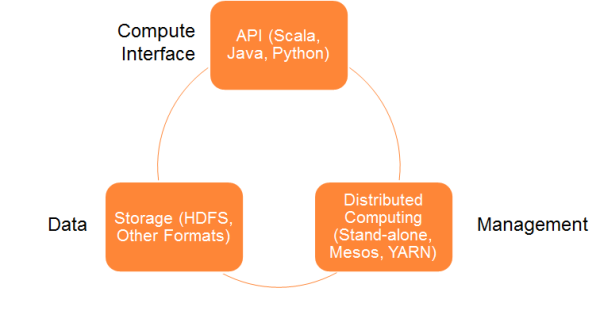 Compute
Interface
API (Scala,
Java, Python)
Data
Storage (HDFS,
Other Formats)
Distributed
Computing
(Stand-alone,
Mesos, YARN)
Management